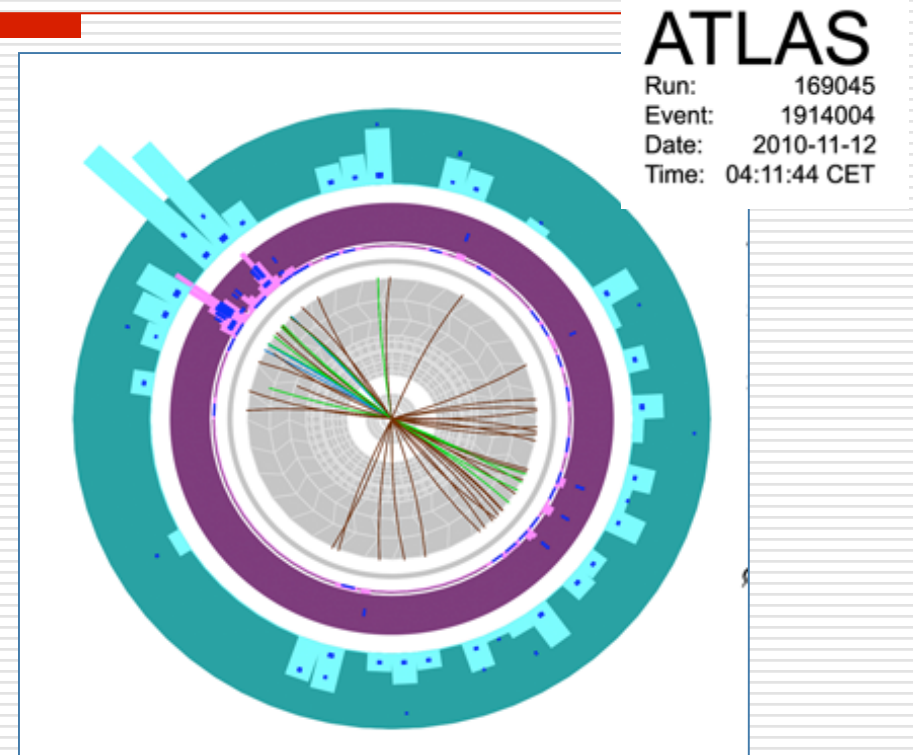 ATLAS
Run: 169045
Event: 1914004
Date: 2010-11-12
Time: 04:11:44 CET